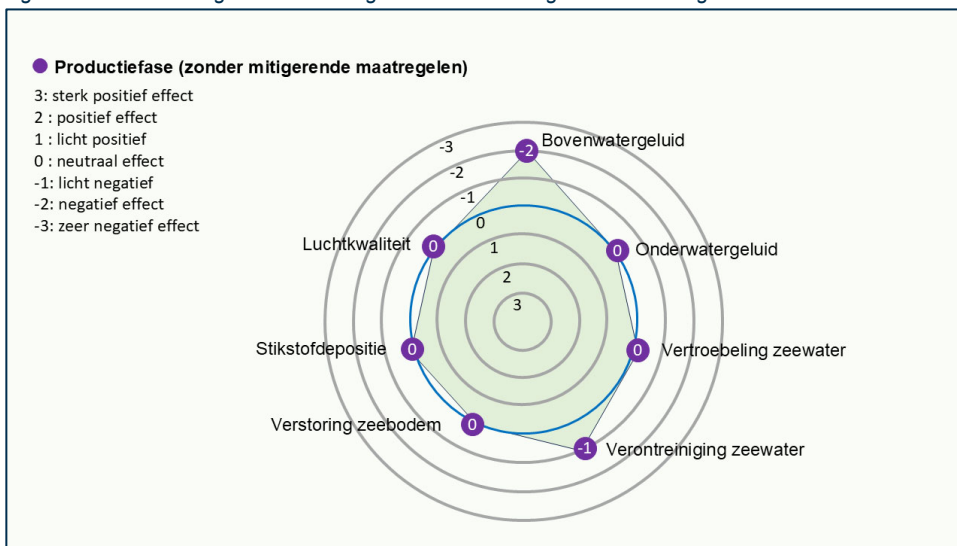 Productiefase (zonder mitigerende maatregelen)
3: sterk positief effect
2 : positief effect
1 : licht positief
0 : neutraal effect
-1: licht negatief
-2: negatief effect
-3: zeer negatief effect
-3
-2
-1
0
1
2
3
-2
Bovenwatergeluid
0
Onderwatergeluid
0
Vertroebeling zeewater
-1
Verontreiniging zeewater
Verstoring zeebodem
0
Stikstofdepositie
0
Luchtkwaliteit
0